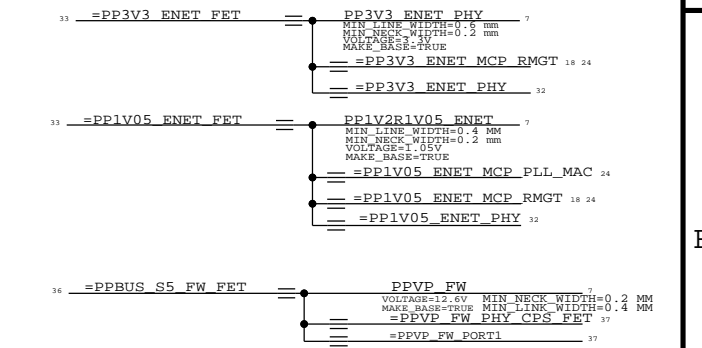 33 =PP3V3_ENET_FET PP3V3_ENET_PHY 7
MIN_LINE_WIDTH=0.6 mm
MIN_NECK_WIDTH=0.2 mm
VOLTAGE=3.3V
MAKE_BASE=TRUE
=PP3V3_ENET_MCP_RMGT 18 24
=PP3V3_ENET_PHY 32
33 =PP1V05_ENET_FET PP1V2R1V05_ENET 7
MIN_LINE_WIDTH=0.4 MM
MIN_NECK_WIDTH=0.2 mm
VOLTAGE=1.05V
MAKE_BASE=TRUE
=PP1V05_ENET_MCP_PLL_MAC 24
=PP1V05_ENET_MCP_RMGT 18 24
=PP1V05_ENET_PHY 32
36 =PPBUS_S5_FW_FET PPVP_FW 7
VOLTAGE=12.6V MIN_NECK_WIDTH=0.2 MM
MAKE_BASE=TRUE MIN_LINK_WIDTH=0.4 MM
=PPVP_FW_PHY_CPS_FET 37
=PPVP_FW_PORT1 37